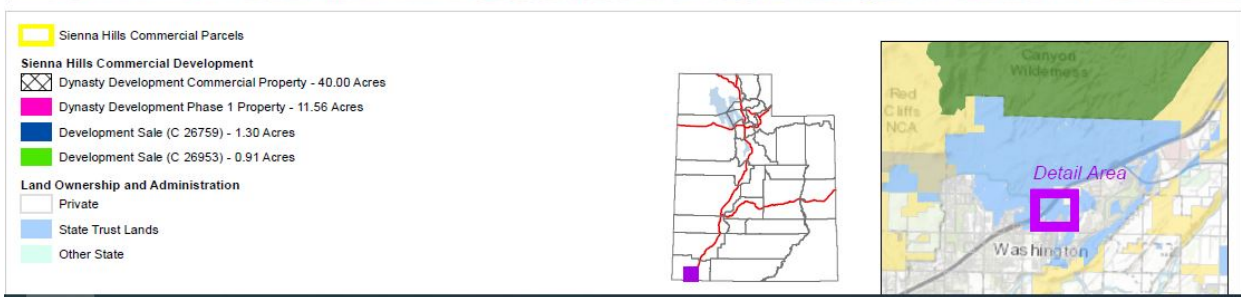 Sienna Hills Commercial Parcels
Sienna Hills Commercial Development
Dynasty Development Commercial Property - 40.00 Acres
Dynasty Development Phase 1 Property - 11.56 Acres
Development Sale (C 26759) - 1.30 Acres
Development Sale (C 26953) - 0.91 Acres
Land Ownership and Administration
Private
State Trust Lands
Other State
Canyon
Wilderness
Red
Cliffs
NCA
Detail Area
Washington